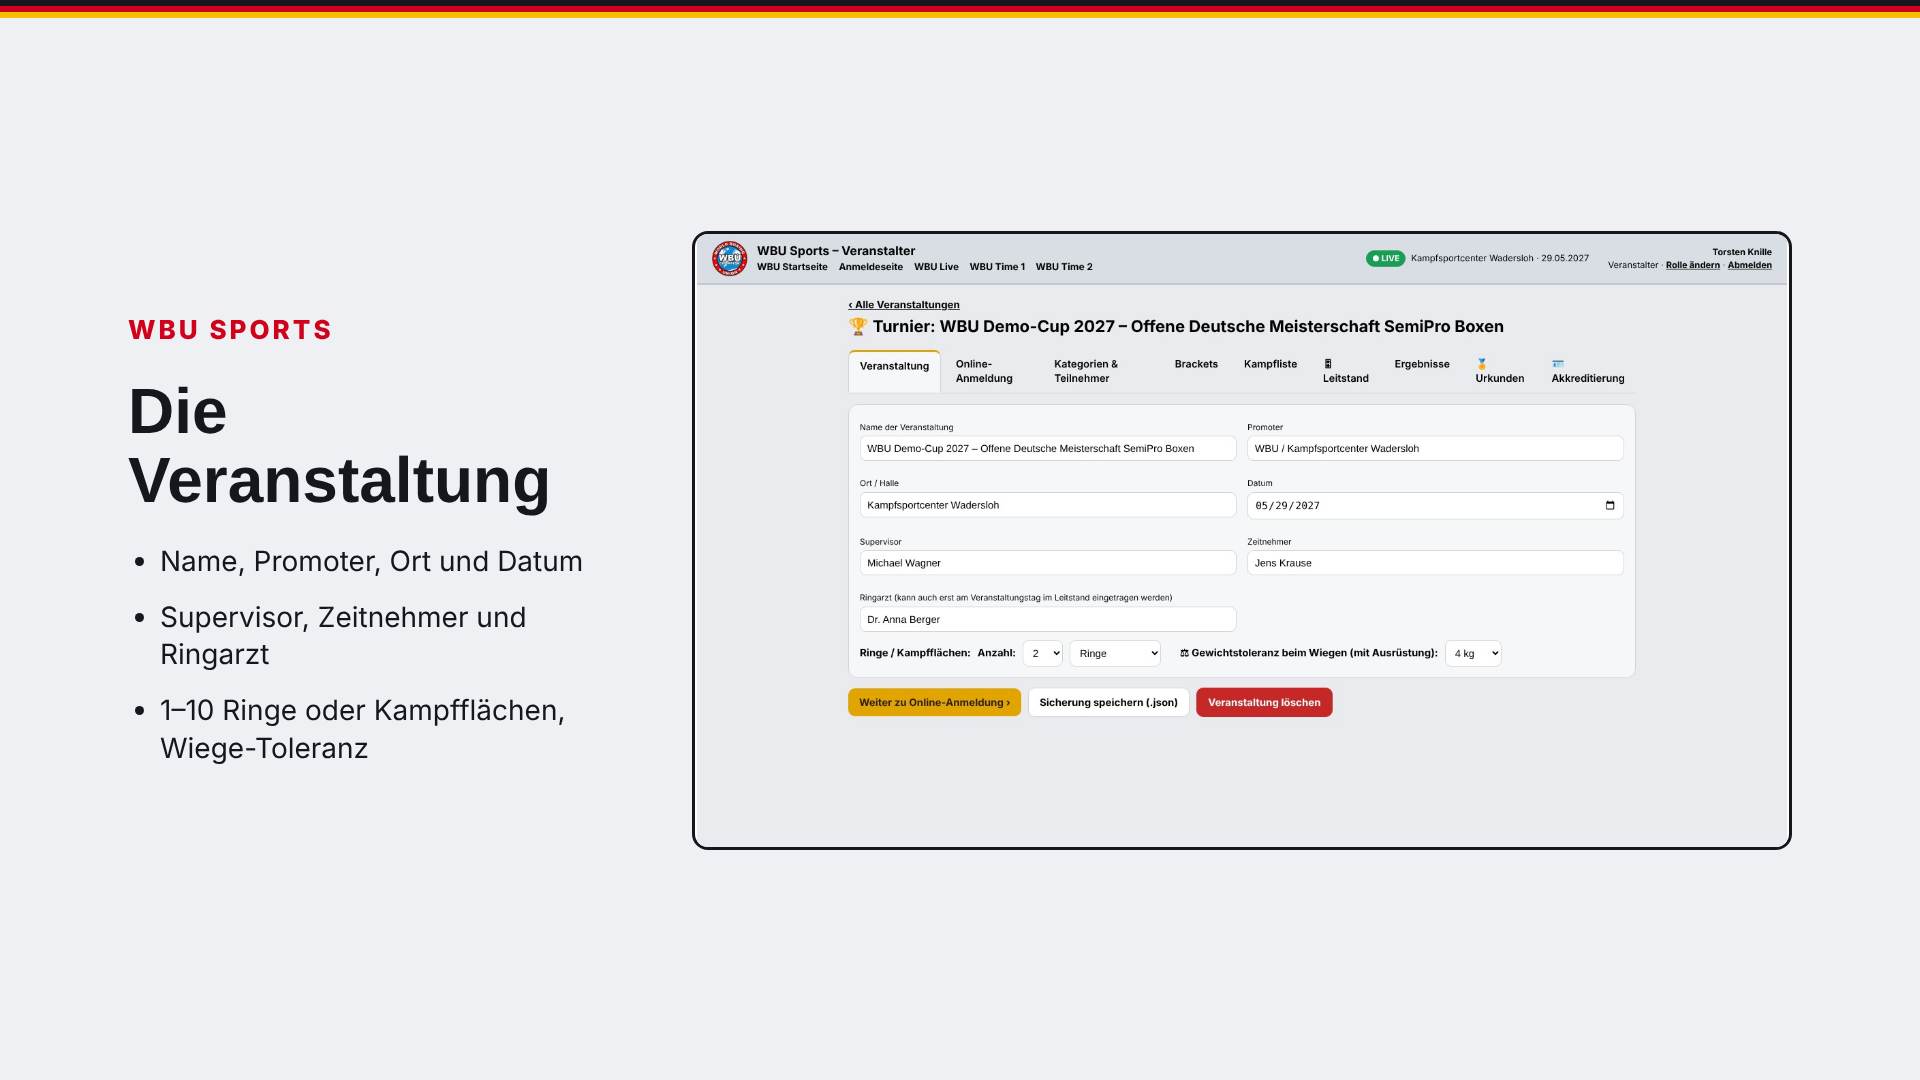 WBU SPORTS
Die
Veranstaltung
• Name, Promoter, Ort und Datum
• Supervisor, Zeitnehmer und
Ringarzt
• 1–10 Ringe oder Kampfflächen,
Wiege-Toleranz
WBU
WBU Sports – Veranstalter
WBU Startseite Anmeldeseite WBU Live WBU Time 1 WBU Time 2
LIVE Kampfsportcenter Wadersloh · 29.05.2027
Torsten Knille
Veranstalter · Rolle ändern · Abmelden
‹ Alle Veranstaltungen
🏆 Turnier: WBU Demo-Cup 2027 – Offene Deutsche Meisterschaft SemiPro Boxen
Veranstaltung
Online-
Anmeldung
Kategorien &
Teilnehmer
Brackets
Kampfliste
Leitstand
Ergebnisse
Urkunden
Akkreditierung
Name der Veranstaltung
WBU Demo-Cup 2027 – Offene Deutsche Meisterschaft SemiPro Boxen
Promoter
WBU / Kampfsportcenter Wadersloh
Ort / Halle
Kampfsportcenter Wadersloh
Datum
05/29/2027
Supervisor
Michael Wagner
Zeitnehmer
Jens Krause
Ringarzt (kann auch erst am Veranstaltungstag im Leitstand eingetragen werden)
Dr. Anna Berger
Ringe / Kampfflächen: Anzahl: 2 Ringe ⚖ Gewichtstoleranz beim Wiegen (mit Ausrüstung): 4 kg
Weiter zu Online-Anmeldung › Sicherung speichern (.json) Veranstaltung löschen